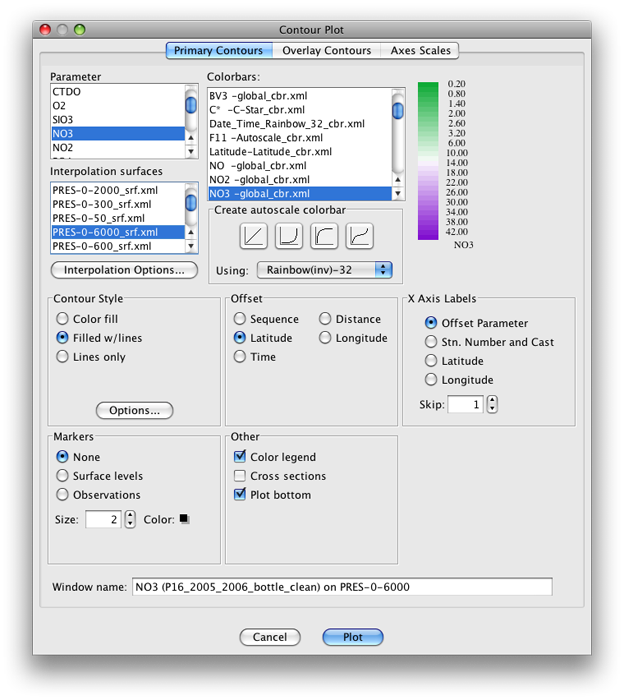 Contour Plot
Primary Contours Overlay Contours Axes Scales
Parameter
CTDO
O2
SIO3
NO3
NO2
Interpolation surfaces
PRES-0-2000_srf.xml
PRES-0-300_srf.xml
PRES-0-50_srf.xml
PRES-0-6000_srf.xml
PRES-0-600_srf.xml
Interpolation Options...
Colorbars:
BV3 -global_cbr.xml
C* -C-Star_cbr.xml
Date_Time_Rainbow_32_cbr.xml
F11 -Autoscale_cbr.xml
Latitude-Latitude_cbr.xml
NO -global_cbr.xml
NO2 -global_cbr.xml
NO3 -global_cbr.xml
Create autoscale colorbar
Using: Rainbow(inv)-32
0.20
0.80
1.40
2.00
2.60
3.20
6.00
10.00
14.00
18.00
22.00
26.00
30.00
34.00
38.00
42.00
NO3
Contour Style
Color fill
Filled w/lines
Lines only
Options...
Offset
Sequence Distance
Latitude Longitude
Time
X Axis Labels
Offset Parameter
Stn. Number and Cast
Latitude
Longitude
Skip: 1
Markers
None
Surface levels
Observations
Size: 2 Color:
Other
Color legend
Cross sections
Plot bottom
Window name: NO3 (P16_2005_2006_bottle_clean) on PRES-0-6000
Cancel Plot